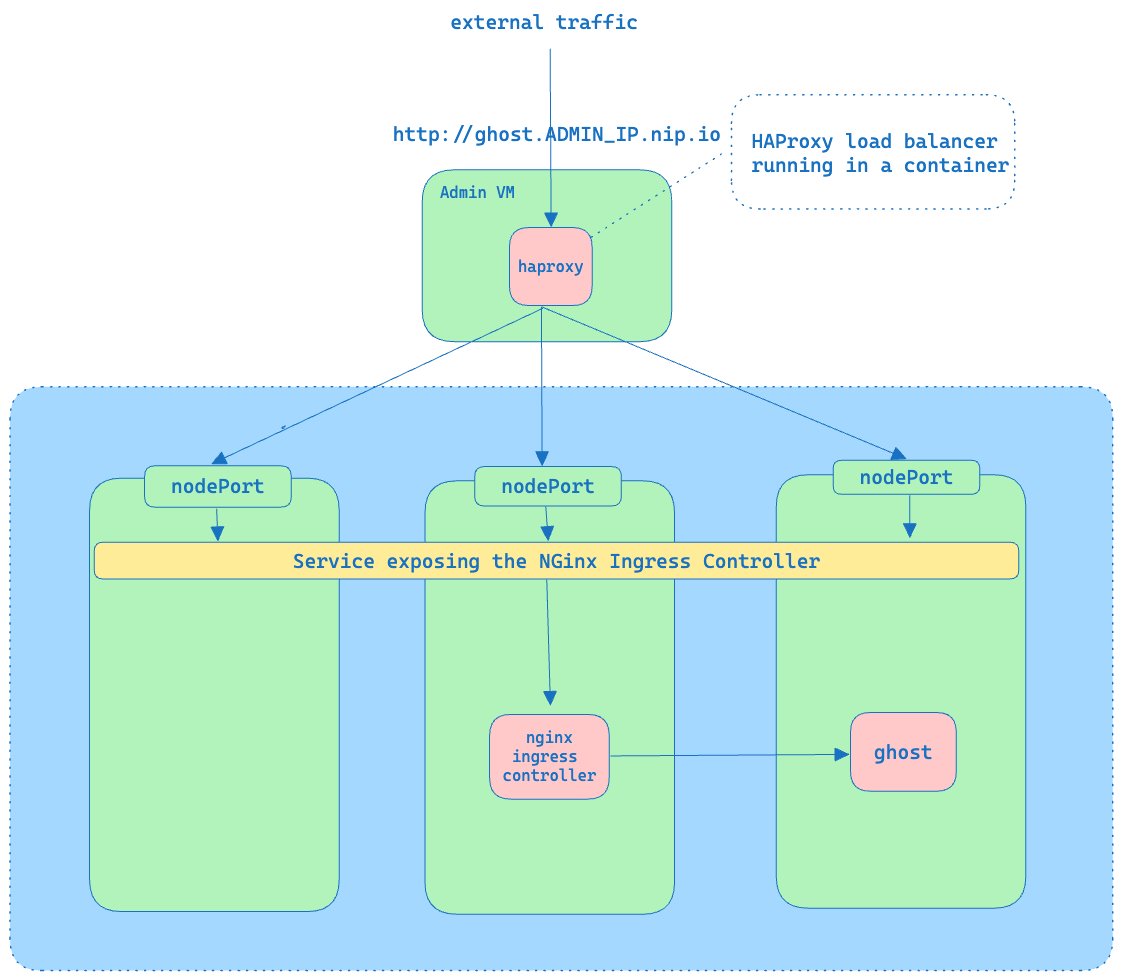 external traffic
http://ghost.ADMIN_IP.nip.io
HAProxy load balancer
running in a container
Admin VM
haproxy
nodePort
nodePort
nodePort
Service exposing the NGinx Ingress Controller
nginx
ingress
controller
ghost